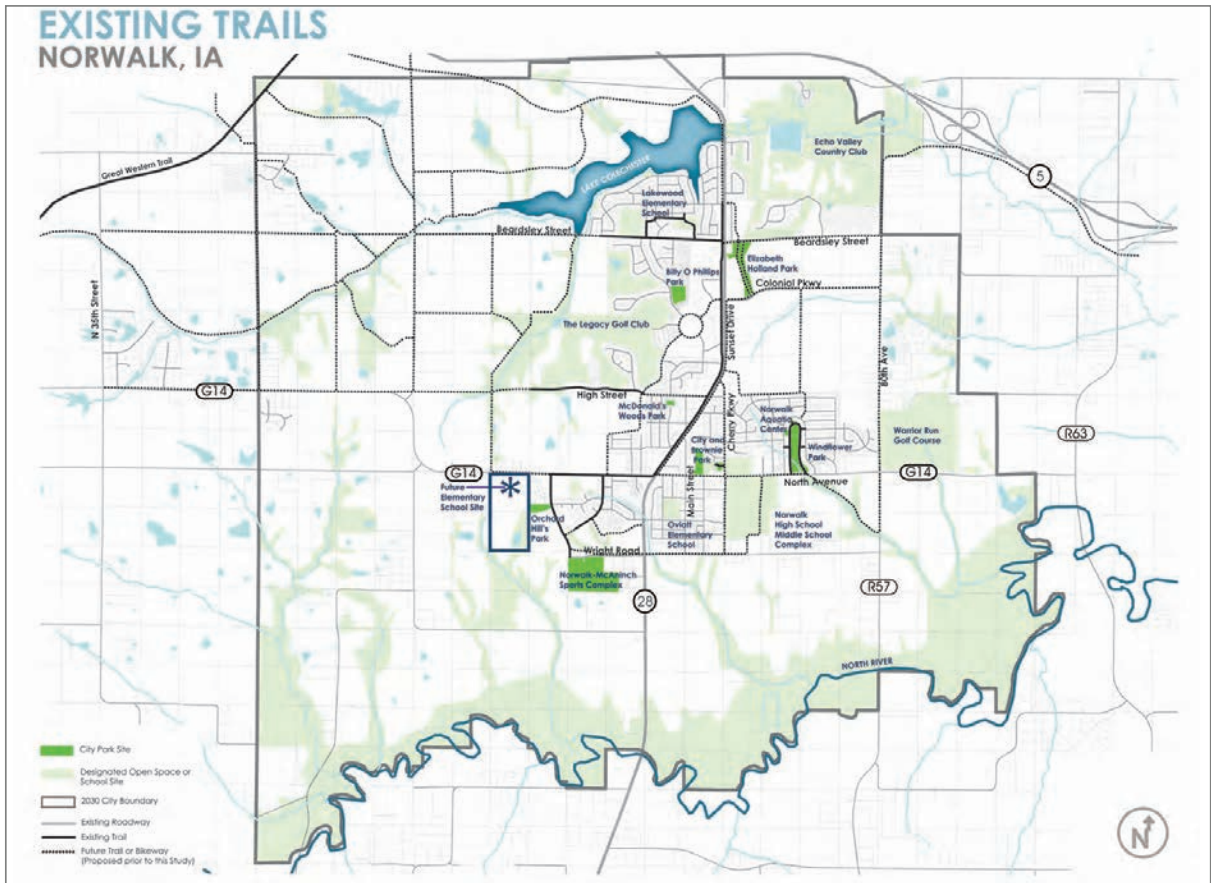 EXISTING TRAILS
NORWALK, IA
Great Western Trail
LAKE COLCHESTER
Echo Valley
Country Club
5
Lakewood
Elementary
School
Beardsley Street
Beardsley Street
Elizabeth
Holland Park
Billy O Phillips
Park
Colonial Pkwy
N 35th Street
The Legacy Golf Club
Sunset Drive
80th Ave
G14
High Street
McDonald's
Woods Park
Cherry Pkwy
Norwalk
Aquatic
Center
City and
Brownie
Park
Windflower
Park
Warrior Run
Golf Course
R63
G14
G14
Future
Elementary
School Site
North Avenue
Main Street
Orchard
Hill's
Park
Oviatt
Elementary
School
Norwalk
High School
Middle School
Complex
Wright Road
Norwalk-McAninch
Sports Complex
28
R57
NORTH RIVER
City Park Site
Designated Open Space or
School Site
2030 City Boundary
Existing Roadway
Existing Trail
Future Trail or Bikeway
(Proposed prior to this Study)
N